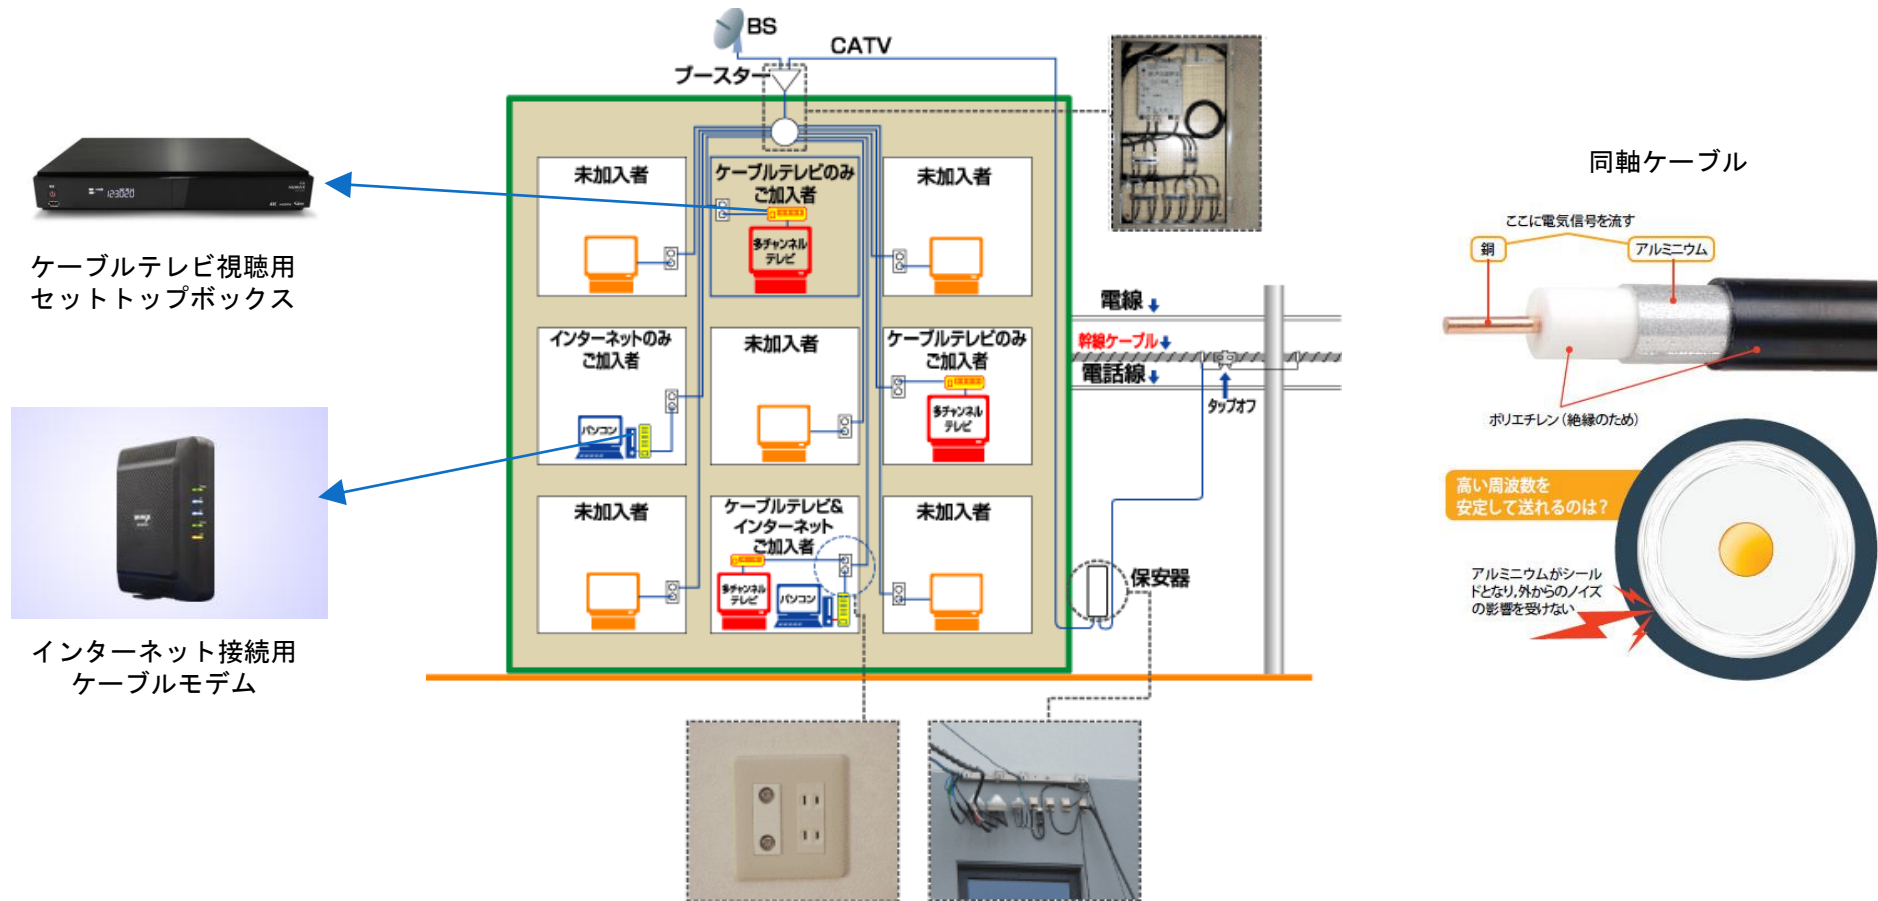 BS
CATV
ブースター
未加入者
ケーブルテレビのみ
ご加入者
多チャンネル
テレビ
未加入者
インターネットのみ
ご加入者
パソコン
未加入者
ケーブルテレビのみ
ご加入者
多チャンネル
テレビ
未加入者
ケーブルテレビ&
インターネット
ご加入者
多チャンネル
テレビ
パソコン
未加入者
電線
幹線ケーブル
電話線
タップオフ
保安器
ケーブルテレビ視聴用
セットトップボックス
インターネット接続用
ケーブルモデム
同軸ケーブル
ここに電気信号を流す
銅
アルミニウム
ポリエチレン(絶縁のため)
高い周波数を
安定して送れるのは?
アルミニウムがシール
ドとなり,外からのノイズ
の影響を受けない